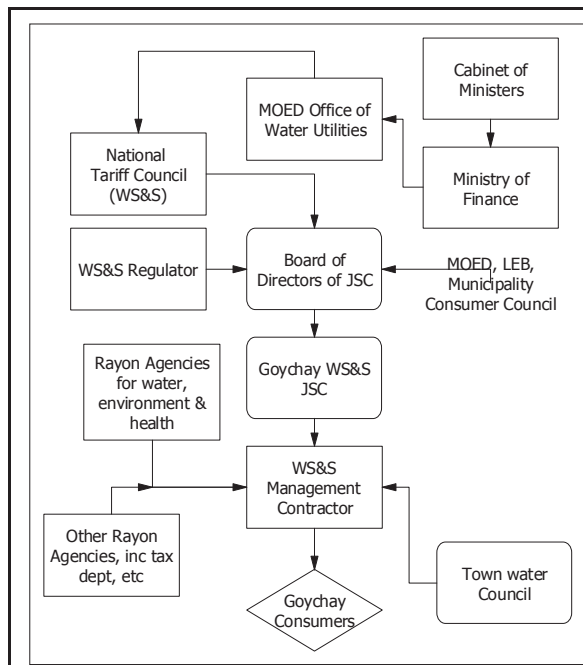 Cabinet of
Ministers
MOED Office of
Water Utilities
National
Tariff Council
(WS&S)
Ministry of
Finance
WS&S Regulator
Board of
Directors of JSC
MOED, LEB,
Municipality
Consumer Council
Rayon Agencies
for water,
environment &
health
Goychay WS&S
JSC
WS&S
Management
Contractor
Other Rayon
Agencies, inc tax
dept, etc
Town water
Council
Goychay
Consumers